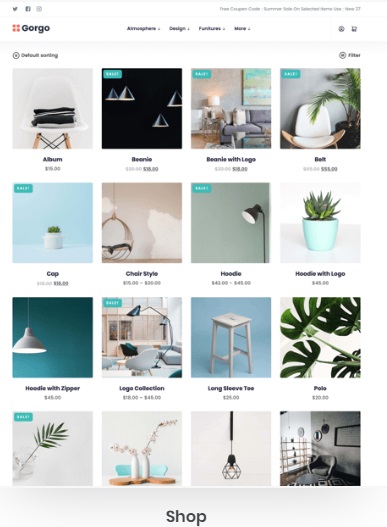 Free Coupon Code : Summer Sale On Selected Items Use : New 27
Gorgo
Atmosphere Design Funitures More
Default sorting
Filter
SALE! SALE! SALE!
Album Beanie Beanie with Logo Belt
$15.00 $20.00 $18.00 $20.00 $18.00 $65.00 $55.00
SALE! SALE!
Cap Chair Style Hoodie Hoodie with Logo
$18.00 $16.00 $15.00 – $20.00 $42.00 – $45.00 $45.00
SALE!
Hoodie with Zipper Logo Collection Long Sleeve Tee Polo
$45.00 $18.00 – $45.00 $25.00 $20.00
SALE!
Shop